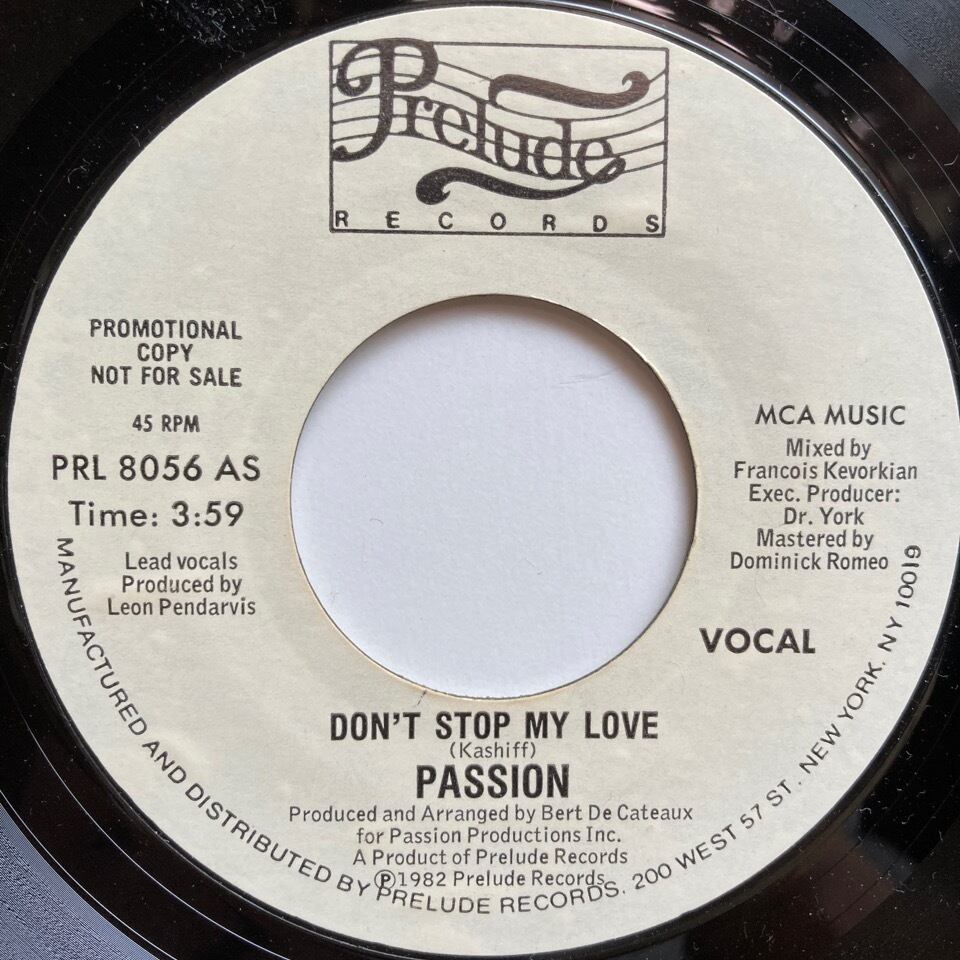 Prelude
RECORDS
PROMOTIONAL
COPY
NOT FOR SALE
45 RPM
PRL 8056 AS
Time: 3:59
Lead vocals
Produced by
Leon Pendarvis
MCA MUSIC
Mixed by
Francois Kevorkian
Exec. Producer:
Dr. York
Mastered by
Dominick Romeo
VOCAL
DON'T STOP MY LOVE
(Kashiff)
PASSION
Produced and Arranged by Bert De Cateaux
for Passion Productions Inc.
A Product of Prelude Records
Ⓟ1982 Prelude Records
MANUFACTURED AND DISTRIBUTED BY PRELUDE RECORDS. 200 WEST 57 ST. NEW YORK. NY 10019